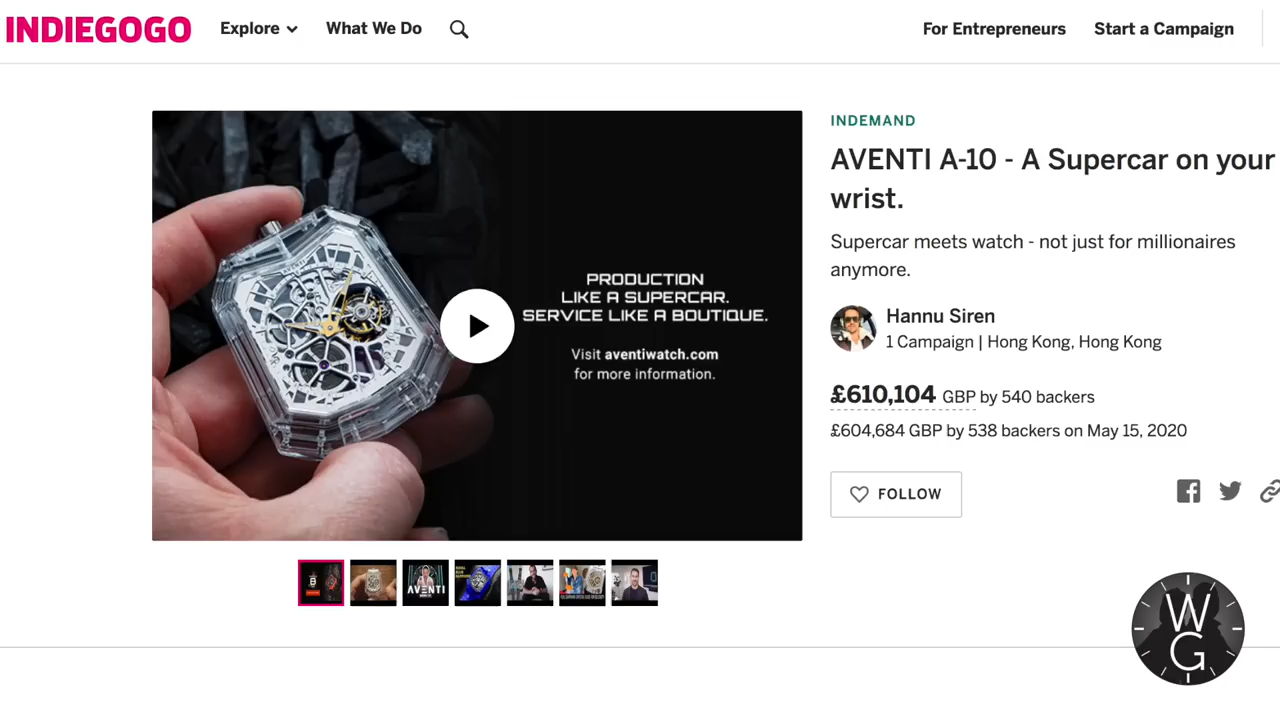 INDIEGOGO
Explore
What We Do
For Entrepreneurs
Start a Campaign
PRODUCTION
LIKE A SUPERCAR.
SERVICE LIKE A BOUTIQUE.
Visit aventiwatch.com
for more information.
INDEMAND
AVENTI A-10 - A Supercar on your
wrist.
Supercar meets watch - not just for millionaires
anymore.
Hannu Siren
1 Campaign | Hong Kong, Hong Kong
£610,104 GBP by 540 backers
£604,684 GBP by 538 backers on May 15, 2020
FOLLOW
AVENTI
W
G